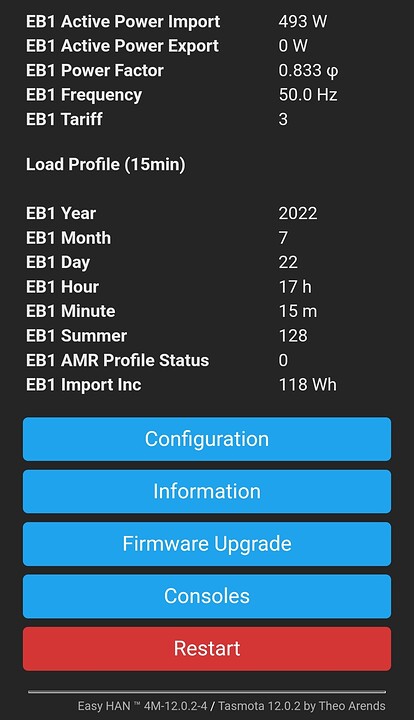 EB1 Active Power Import 493 W
EB1 Active Power Export 0 W
EB1 Power Factor 0.833 φ
EB1 Frequency 50.0 Hz
EB1 Tariff 3
Load Profile (15min)
EB1 Year 2022
EB1 Month 7
EB1 Day 22
EB1 Hour 17 h
EB1 Minute 15 m
EB1 Summer 128
EB1 AMR Profile Status 0
EB1 Import Inc 118 Wh
Configuration
Information
Firmware Upgrade
Consoles
Restart
Easy HAN ™ 4M-12.0.2-4 / Tasmota 12.0.2 by Theo Arends